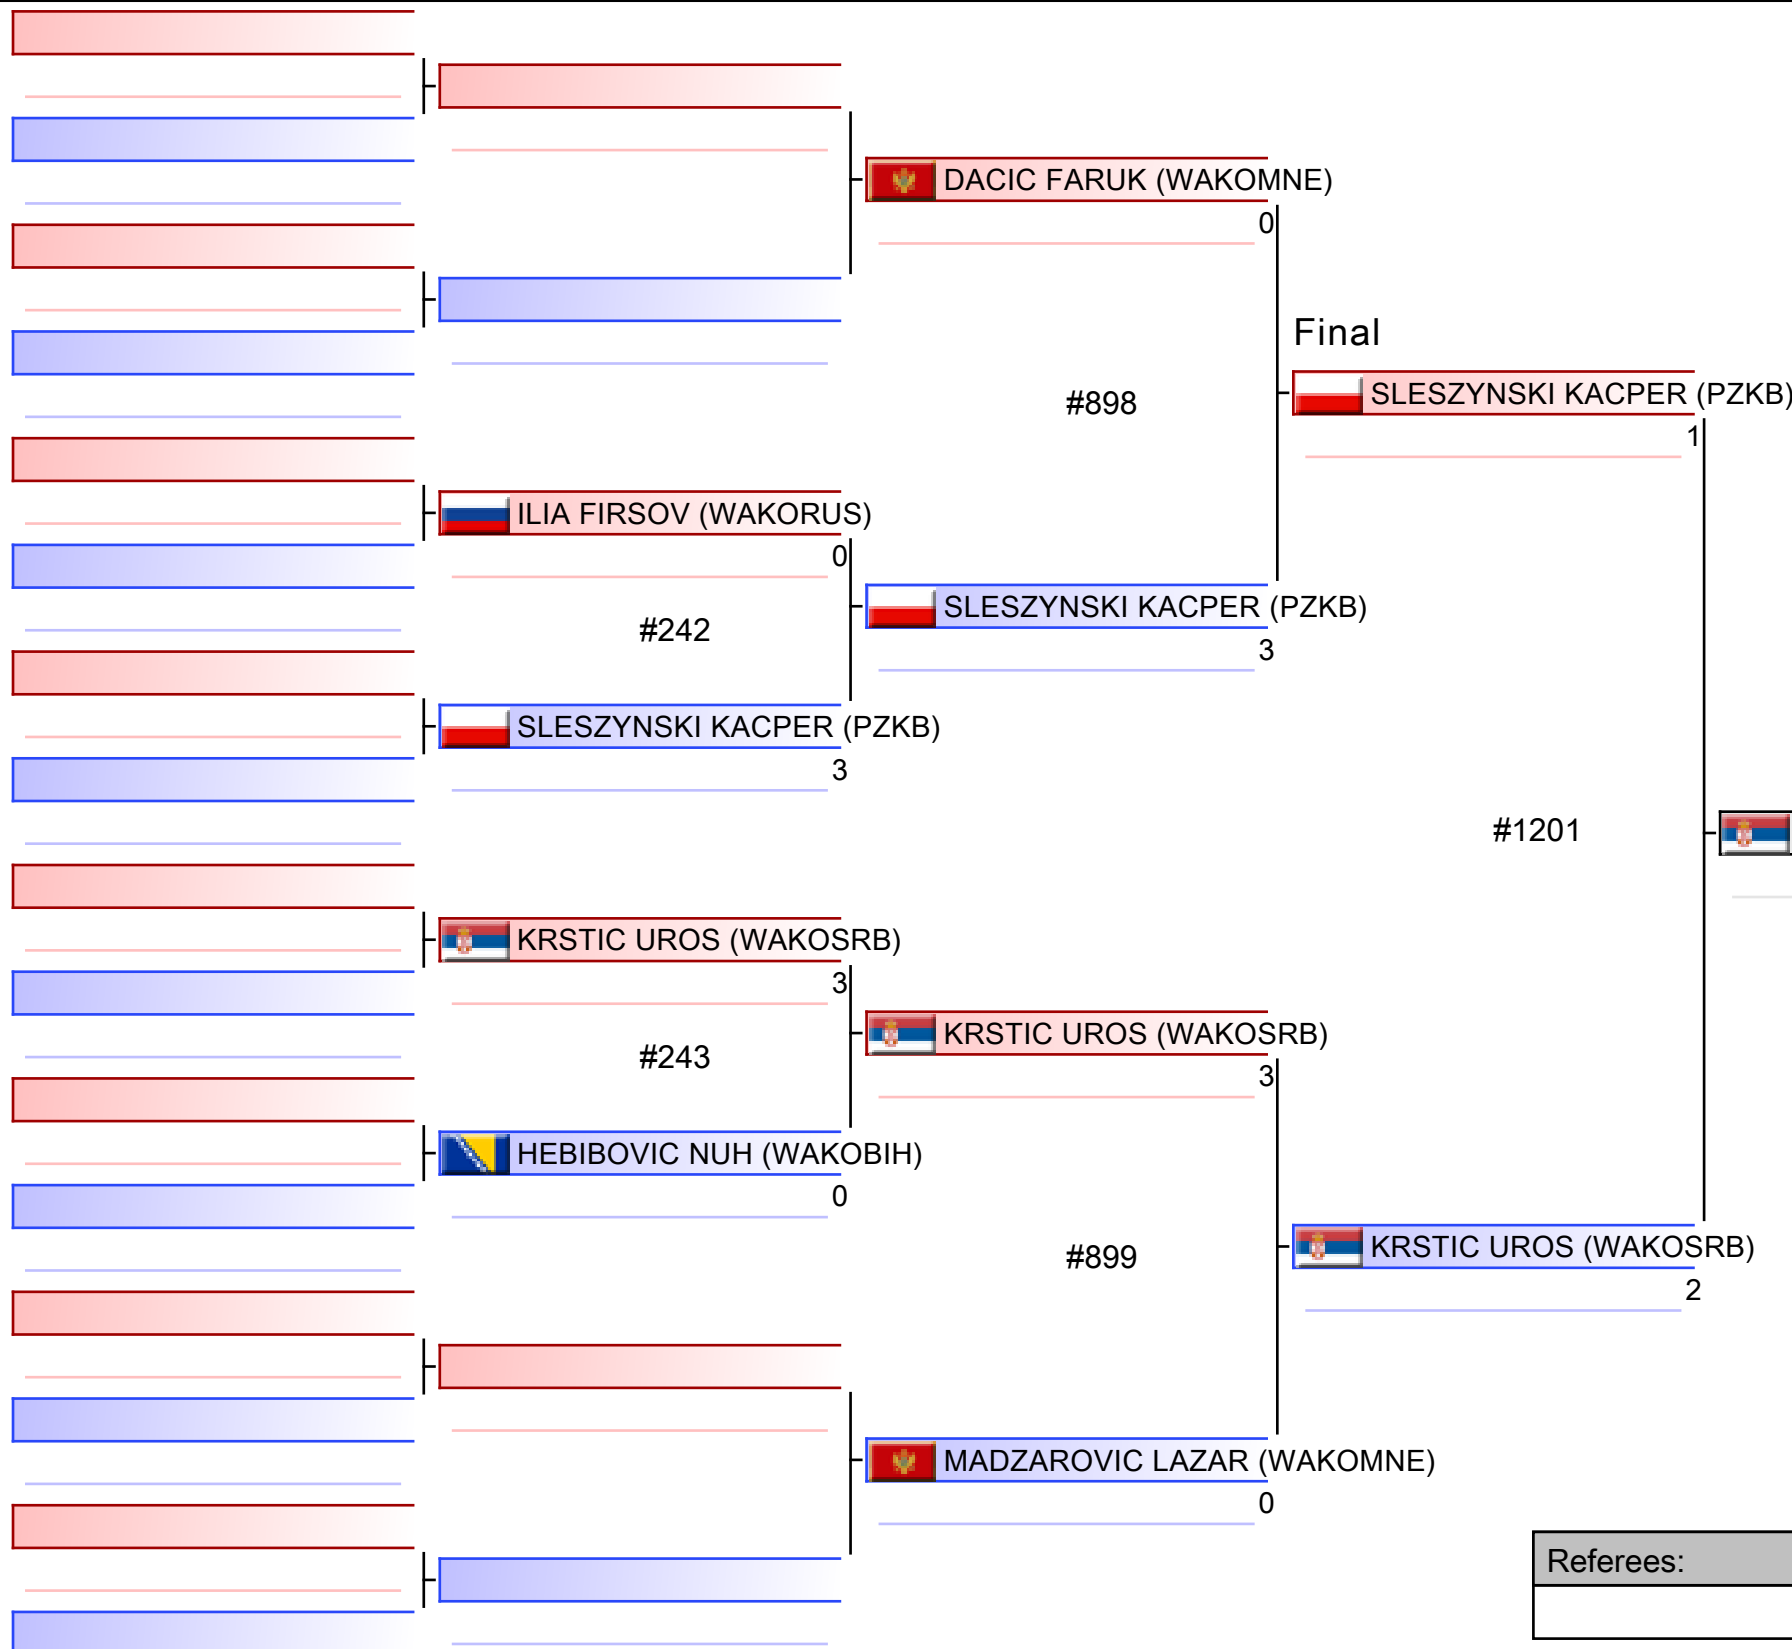 DACIC FARUK (WAKOMNE)
0
Final
#898
SLESZYNSKI KACPER (PZKB)
1
ILIA FIRSOV (WAKORUS)
0
SLESZYNSKI KACPER (PZKB)
#242
3
SLESZYNSKI KACPER (PZKB)
3
#1201
KRSTIC UROS (WAKOSRB)
3
KRSTIC UROS (WAKOSRB)
#243
3
HEBIBOVIC NUH (WAKOBIH)
0
#899
KRSTIC UROS (WAKOSRB)
2
MADZAROVIC LAZAR (WAKOMNE)
0
Referees: